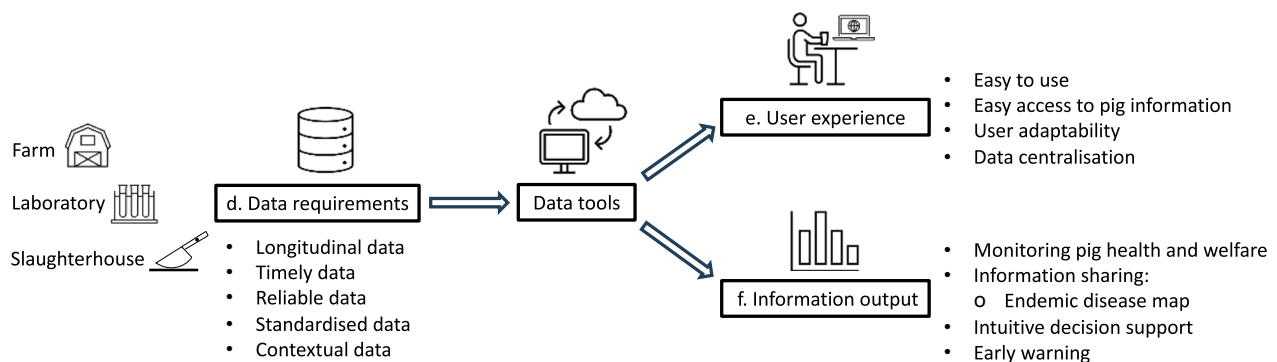 Farm
Laboratory
Slaughterhouse
d. Data requirements
• Longitudinal data
• Timely data
• Reliable data
• Standardised data
• Contextual data
Data tools
e. User experience
• Easy to use
• Easy access to pig information
• User adaptability
• Data centralisation
f. Information output
• Monitoring pig health and welfare
• Information sharing:
o Endemic disease map
• Intuitive decision support
• Early warning